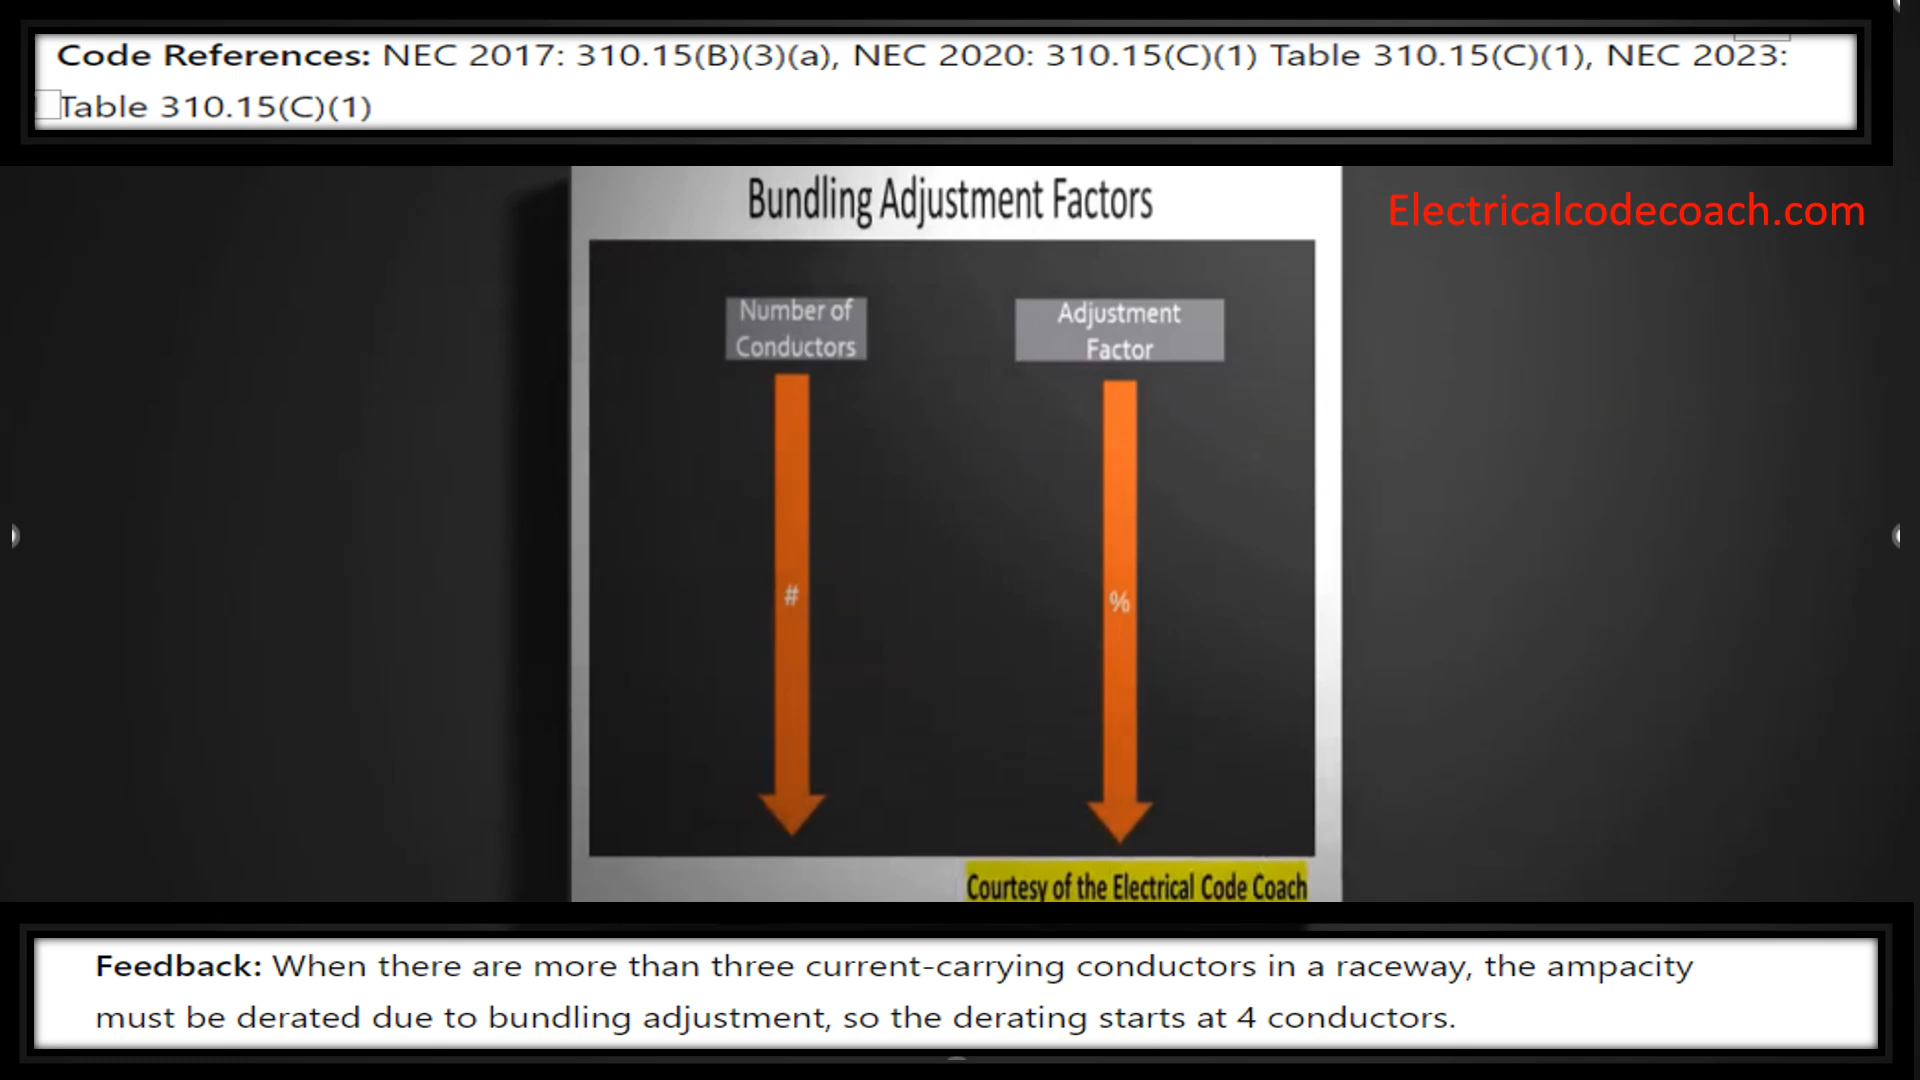 Code References: NEC 2017: 310.15(B)(3)(a), NEC 2020: 310.15(C)(1) Table 310.15(C)(1), NEC 2023:
Table 310.15(C)(1)
Bundling Adjustment Factors
Electricalcodecoach.com
Number of
Conductors
Adjustment
Factor
#
%
Courtesy of the Electrical Code Coach
Feedback: When there are more than three current-carrying conductors in a raceway, the ampacity
must be derated due to bundling adjustment, so the derating starts at 4 conductors.